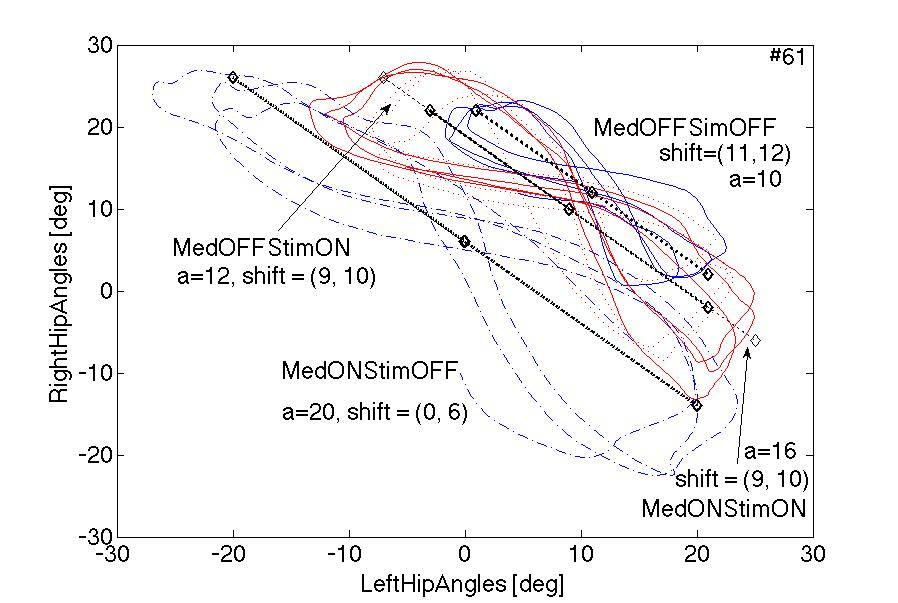 30
#61
MedOFFSimOFF
shift=(11,12)
a=10
20
10
MedOFFStimON
a=12, shift = (9, 10)
0
RightHipAngles [deg]
-10
MedONStimOFF
a=20, shift = (0, 6)
-20
a=16
shift = (9, 10)
MedONStimON
-30
-30 -20 -10 0 10 20 30
LeftHipAngles [deg]